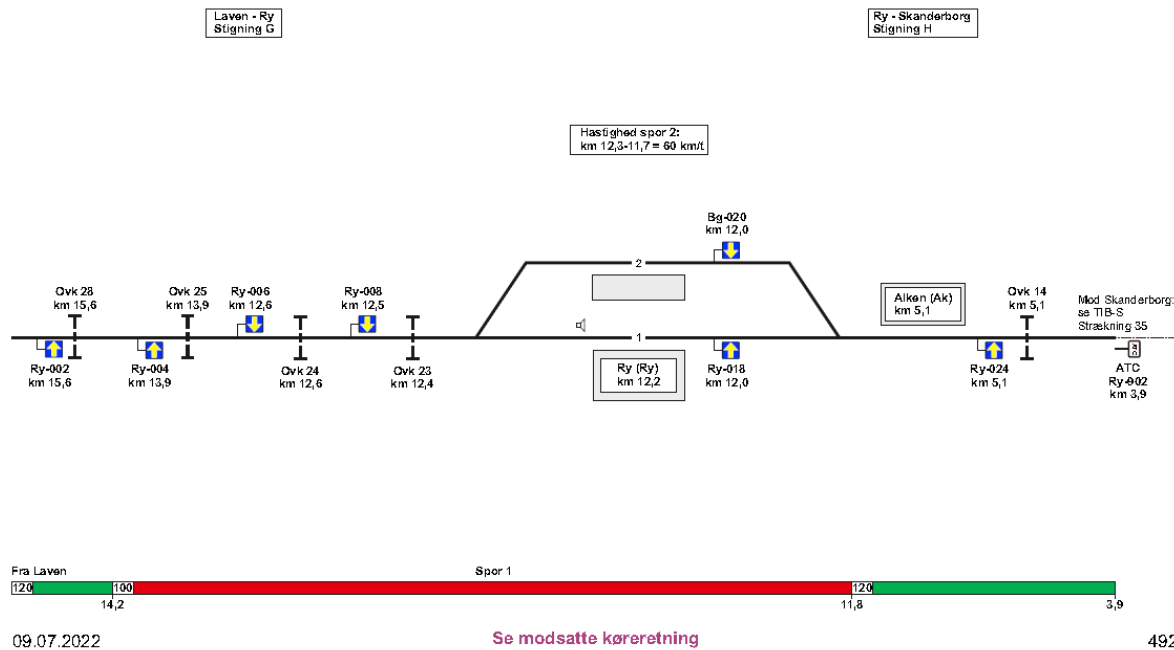 Laven - Ry
Stigning G
Ry - Skanderborg
Stigning H
Hastighed spor 2:
km 12,3-11,7 = 60 km/t
Bg-020
km 12,0
2
Ovk 28
km 15,6
Ovk 25
km 13,9
Ry-006
km 12,6
Ry-008
km 12,5
Alken (Ak)
km 5,1
Ovk 14
km 5,1
Mod Skanderborg:
se TIB-S
Strækning 35
1
Ry-002
km 15,6
Ry-004
km 13,9
Ovk 24
km 12,6
Ovk 23
km 12,4
Ry (Ry)
km 12,2
Ry-018
km 12,0
Ry-024
km 5,1
ATC
Ry-902
km 3,9
Fra Laven
Spor 1
120 100 120
14,2 11,8 3,9
09.07.2022 Se modsatte køreretning 492